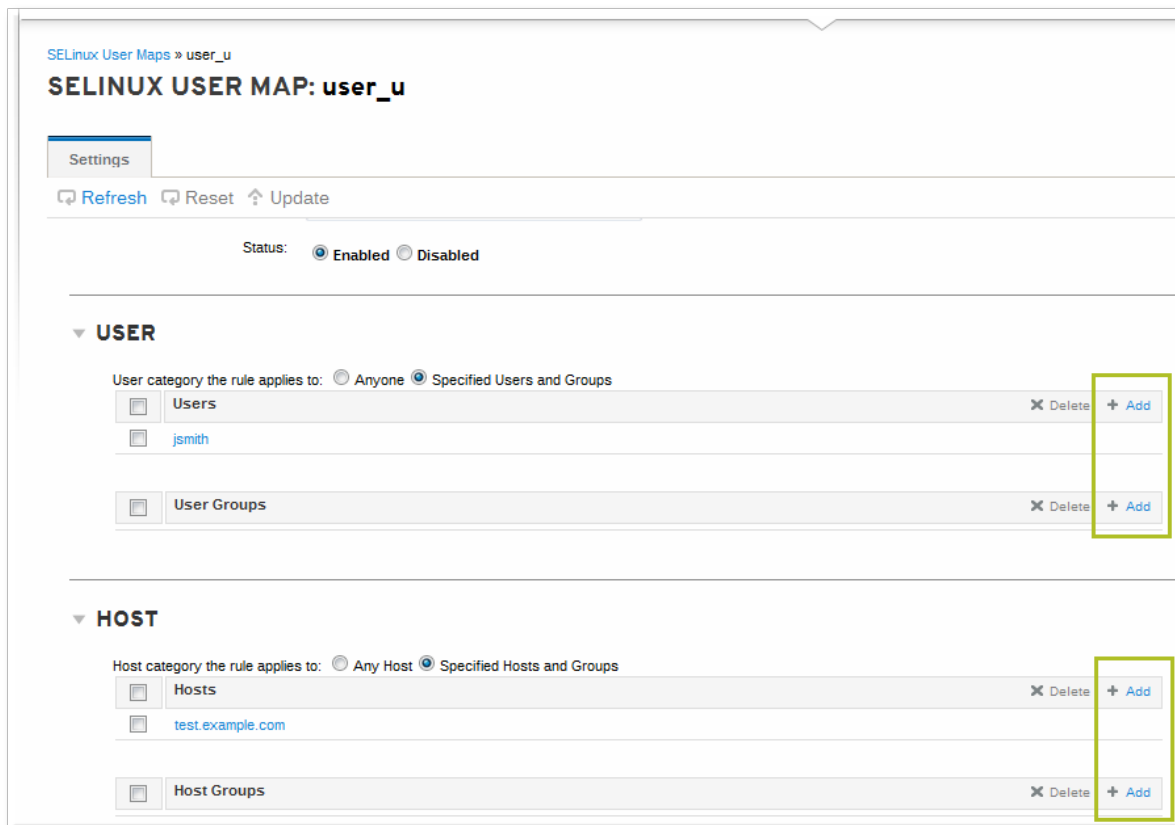 SELinux User Maps » user_u
SELINUX USER MAP: user_u
Settings
Refresh Reset Update
Status: Enabled Disabled
USER
User category the rule applies to: Anyone Specified Users and Groups
Users Delete + Add
jsmith
User Groups Delete + Add
HOST
Host category the rule applies to: Any Host Specified Hosts and Groups
Hosts Delete + Add
test.example.com
Host Groups Delete + Add